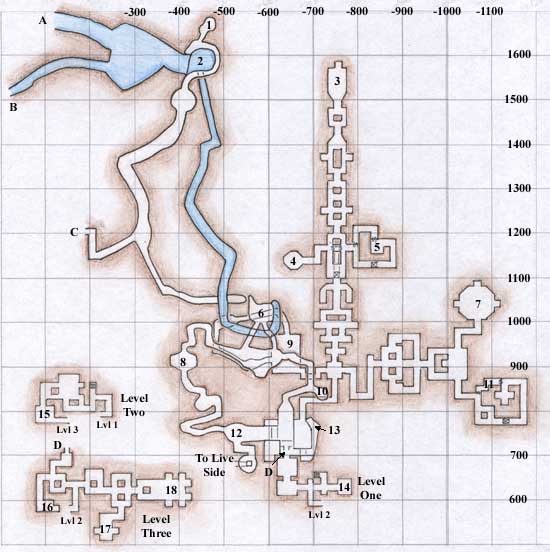 -300 -400 -500 -600 -700 -800 -900 -1000 -1100
A
1
1600
2
B
3
1500
1400
1300
C
1200
4
5
1100
6
7
1000
9
8
900
10
11
Level
Two
800
15
Lvl 3
Lvl 1
12
13
D
To Live
Side
D
700
14
Level
One
18
16
Lvl 2
Lvl 2
600
17
Level
Three